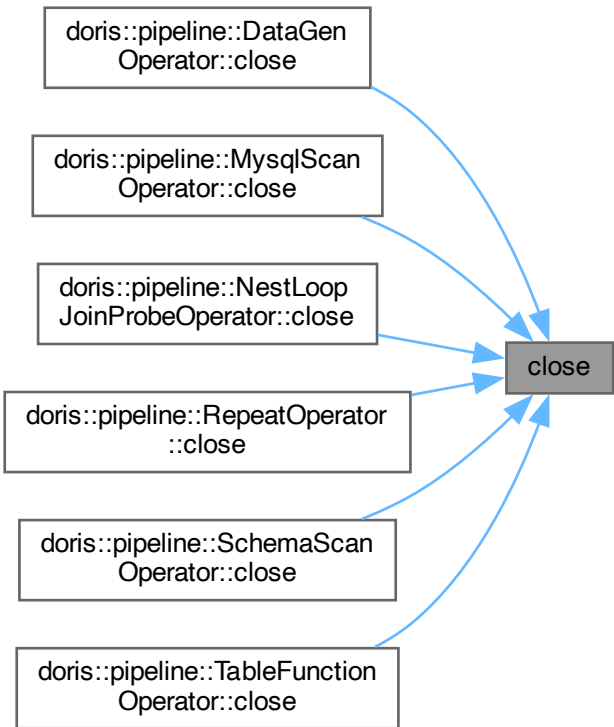 doris::pipeline::DataGen
Operator::close
doris::pipeline::MysqlScan
Operator::close
doris::pipeline::NestLoop
JoinProbeOperator::close
close
doris::pipeline::RepeatOperator
::close
doris::pipeline::SchemaScan
Operator::close
doris::pipeline::TableFunction
Operator::close